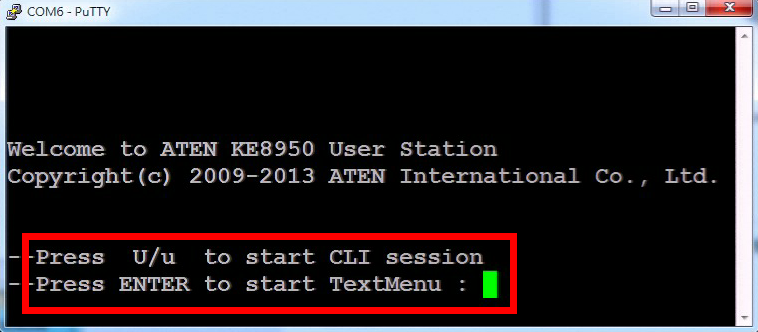 COM6 - PuTTY
Welcome to ATEN KE8950 User Station
Copyright(c) 2009-2013 ATEN International Co., Ltd.
--Press  U/u  to start CLI session
--Press ENTER to start TextMenu :